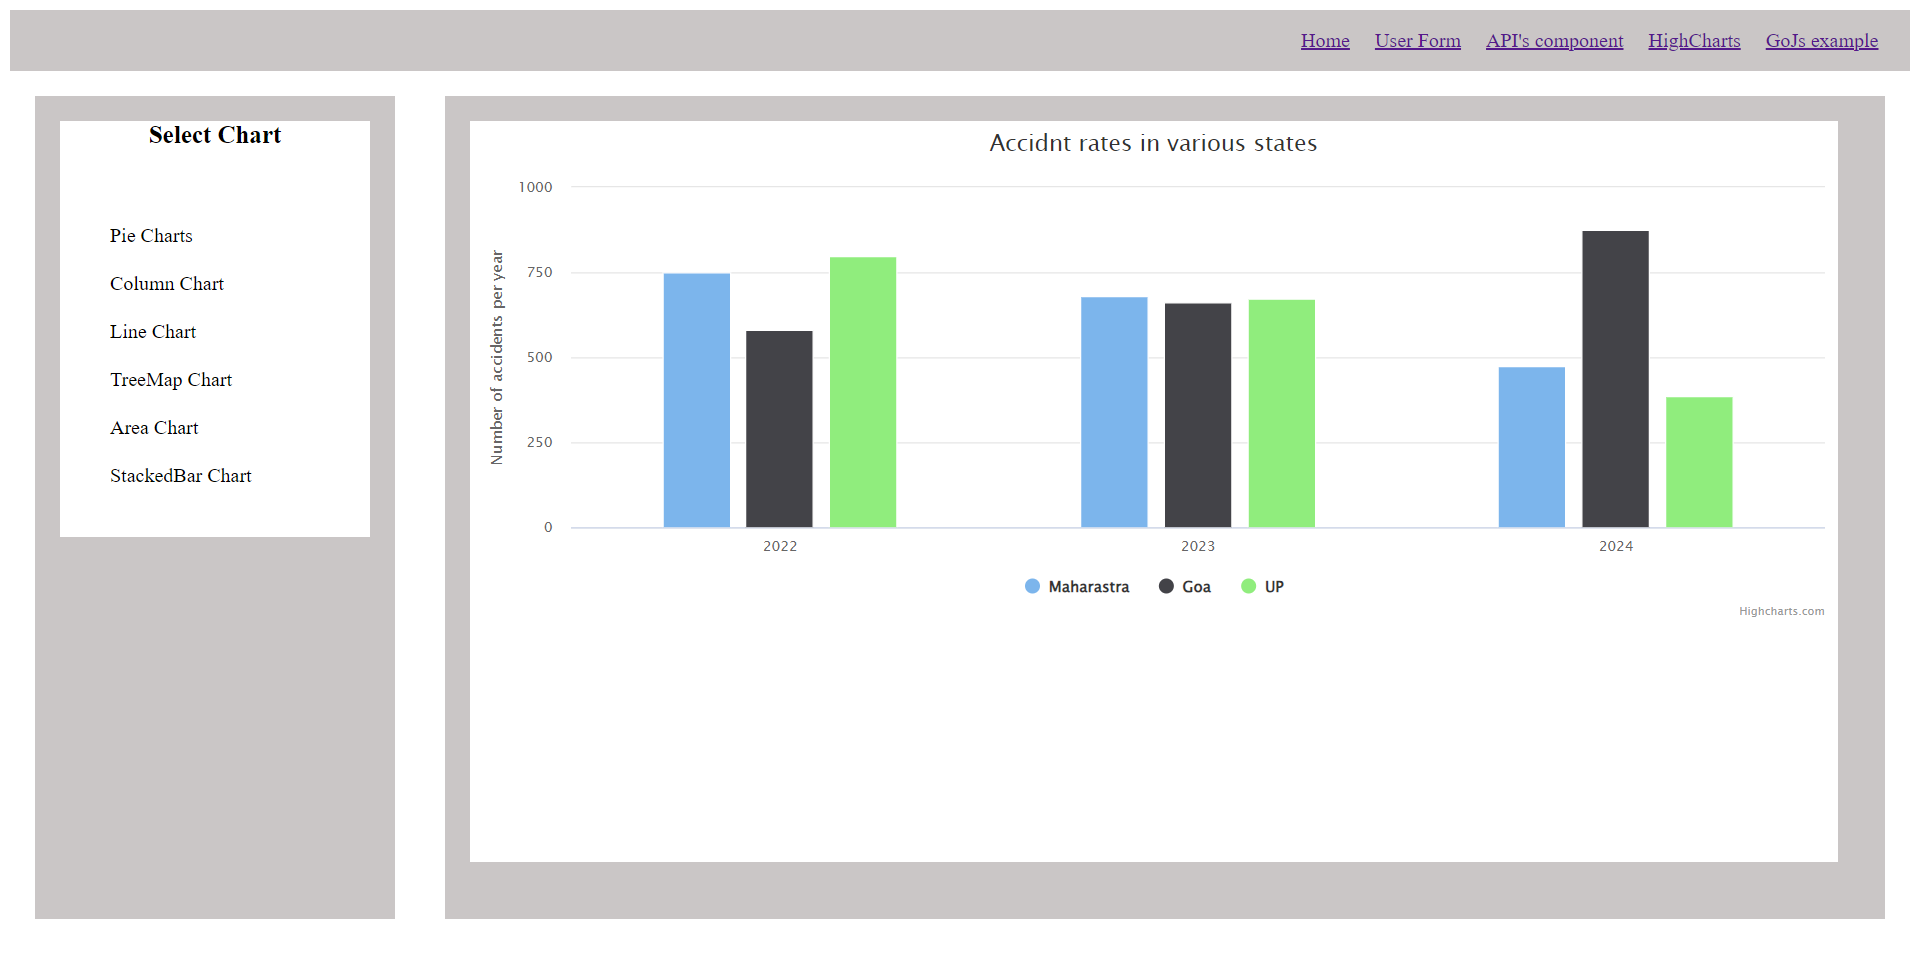 Home User Form API's component HighCharts GoJs example
Select Chart
Pie Charts
Column Chart
Line Chart
TreeMap Chart
Area Chart
StackedBar Chart
Accidnt rates in various states
Number of accidents per year
1000
750
500
250
0
2022 2023 2024
Maharastra Goa UP
Highcharts.com